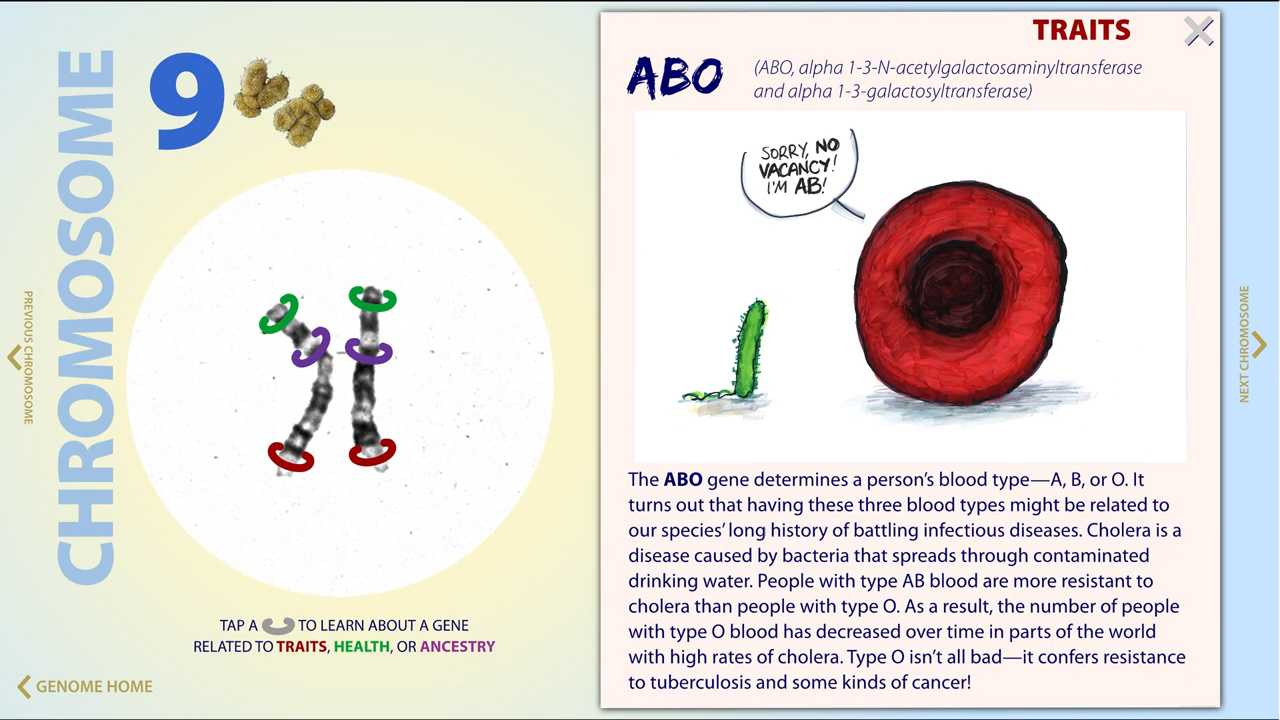 CHROMOSOME
9
PREVIOUS CHROMOSOME
TAP A TO LEARN ABOUT A GENE
RELATED TO TRAITS, HEALTH, OR ANCESTRY
GENOME HOME
TRAITS
ABO
(ABO, alpha 1-3-N-acetylgalactosaminyltransferase
and alpha 1-3-galactosyltransferase)
SORRY, NO
VACANCY!
I'M AB!
The ABO gene determines a person's blood type—A, B, or O. It
turns out that having these three blood types might be related to
our species' long history of battling infectious diseases. Cholera is a
disease caused by bacteria that spreads through contaminated
drinking water. People with type AB blood are more resistant to
cholera than people with type O. As a result, the number of people
with type O blood has decreased over time in parts of the world
with high rates of cholera. Type O isn't all bad—it confers resistance
to tuberculosis and some kinds of cancer!
NEXT CHROMOSOME